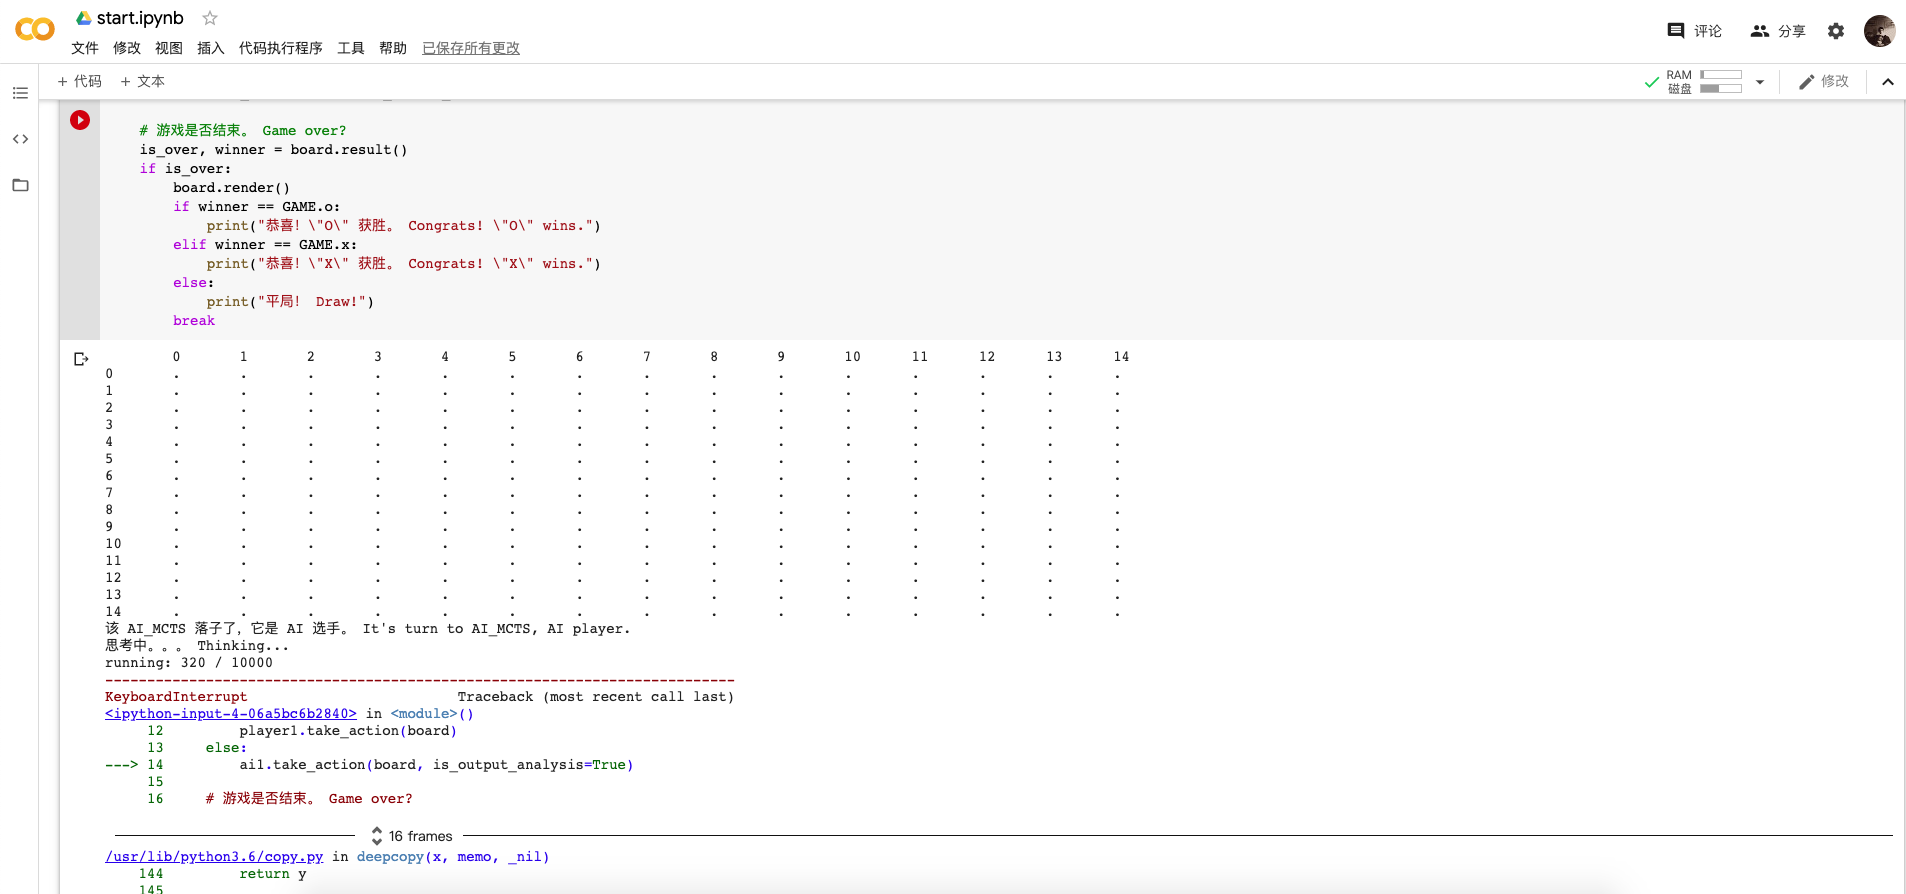 start.ipynb
文件 修改 视图 插入 代码执行程序 工具 帮助 已保存所有更改
评论 分享
+ 代码 + 文本
RAM
磁盘
修改
# 游戏是否结束。 Game over?
is_over, winner = board.result()
if is_over:
board.render()
if winner == GAME.o:
print("恭喜！\"O\" 获胜。 Congrats! \"O\" wins.")
elif winner == GAME.x:
print("恭喜！\"X\" 获胜。 Congrats! \"X\" wins.")
else:
print("平局！ Draw!")
break
0 1 2 3 4 5 6 7 8 9 10 11 12 13 14
0 . . . . . . . . . . . . . . .
1 . . . . . . . . . . . . . . .
2 . . . . . . . . . . . . . . .
3 . . . . . . . . . . . . . . .
4 . . . . . . . . . . . . . . .
5 . . . . . . . . . . . . . . .
6 . . . . . . . . . . . . . . .
7 . . . . . . . . . . . . . . .
8 . . . . . . . . . . . . . . .
9 . . . . . . . . . . . . . . .
10 . . . . . . . . . . . . . . .
11 . . . . . . . . . . . . . . .
12 . . . . . . . . . . . . . . .
13 . . . . . . . . . . . . . . .
14 . . . . . . . . . . . . . . .
该 AI_MCTS 落子了，它是 AI 选手。 It's turn to AI_MCTS, AI player.
思考中。。。 Thinking...
running: 320 / 10000
---------------------------------------------------------------------------
KeyboardInterrupt Traceback (most recent call last)
<ipython-input-4-06a5bc6b2840> in <module>()
12 player1.take_action(board)
13 else:
---> 14 ai1.take_action(board, is_output_analysis=True)
15
16 # 游戏是否结束。 Game over?
16 frames
/usr/lib/python3.6/copy.py in deepcopy(x, memo, _nil)
144 return y
145